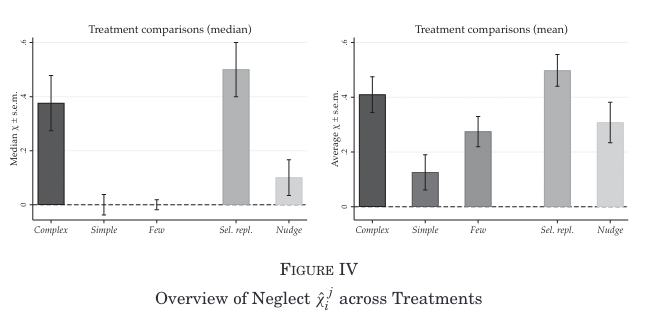 Treatment comparisons (median)
Median χ ± s.e.m.
.6
.4
.2
0
Complex Simple Few Sel. repl. Nudge
Treatment comparisons (mean)
Average χ ± s.e.m.
.6
.4
.2
0
Complex Simple Few Sel. repl. Nudge
FIGURE IV
Overview of Neglect χ̂ᵢʲ across Treatments